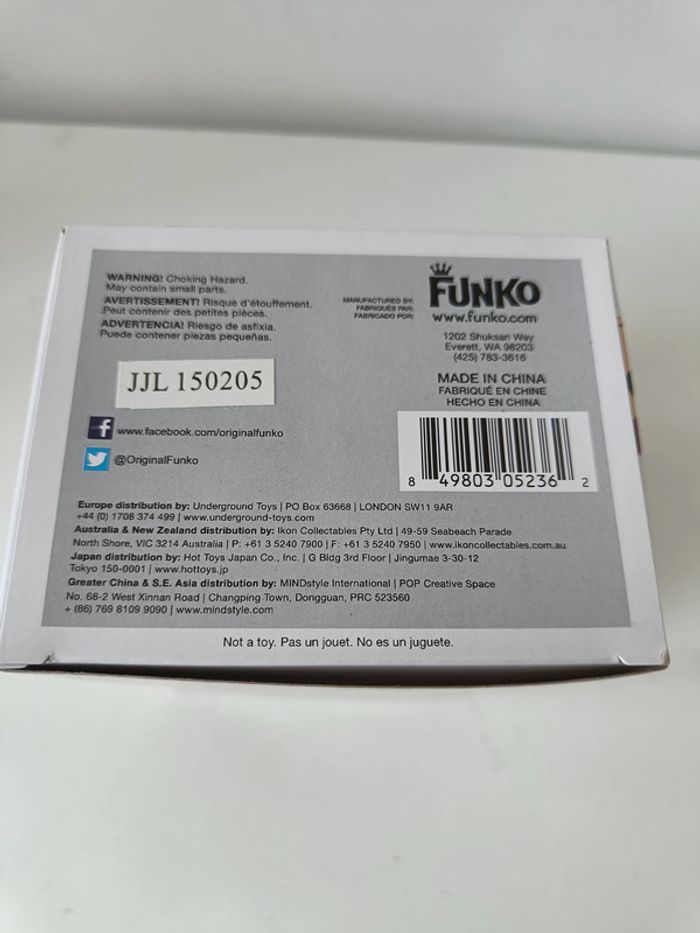 WARNING! Choking Hazard.
May contain small parts.
AVERTISSEMENT! Risque d'étouffement.
Peut contenir des petites pièces.
ADVERTENCIA! Riesgo de asfixia.
Puede contener piezas pequeñas.
MANUFACTURED BY:
FABRIQUÉS PAR:
FABRICADO POR:
FUNKO
www.funko.com
1202 Shuksan Way
Everett, WA 98203
(425) 783-3616
MADE IN CHINA
FABRIQUÉ EN CHINE
HECHO EN CHINA
JJL 150205
f www.facebook.com/originalfunko
@OriginalFunko
8 49803 05236 2
Europe distribution by: Underground Toys | PO Box 63668 | LONDON SW11 9AR
+44 (0) 1708 374 499 | www.underground-toys.com
Australia & New Zealand distribution by: Ikon Collectables Pty Ltd | 49-59 Seabeach Parade
North Shore, VIC 3214 Australia | P: +61 3 5240 7900 | F: +61 3 5240 7950 | www.ikoncollectables.com.au
Japan distribution by: Hot Toys Japan Co., Inc. | G Bldg 3rd Floor | Jingumae 3-30-12
Tokyo 150-0001 | www.hottoys.jp
Greater China & S.E. Asia distribution by: MINDstyle International | POP Creative Space
No. 68-2 West Xinnan Road | Changping Town, Dongguan, PRC 523560
+ (86) 769 8109 9090 | www.mindstyle.com
Not a toy. Pas un jouet. No es un juguete.